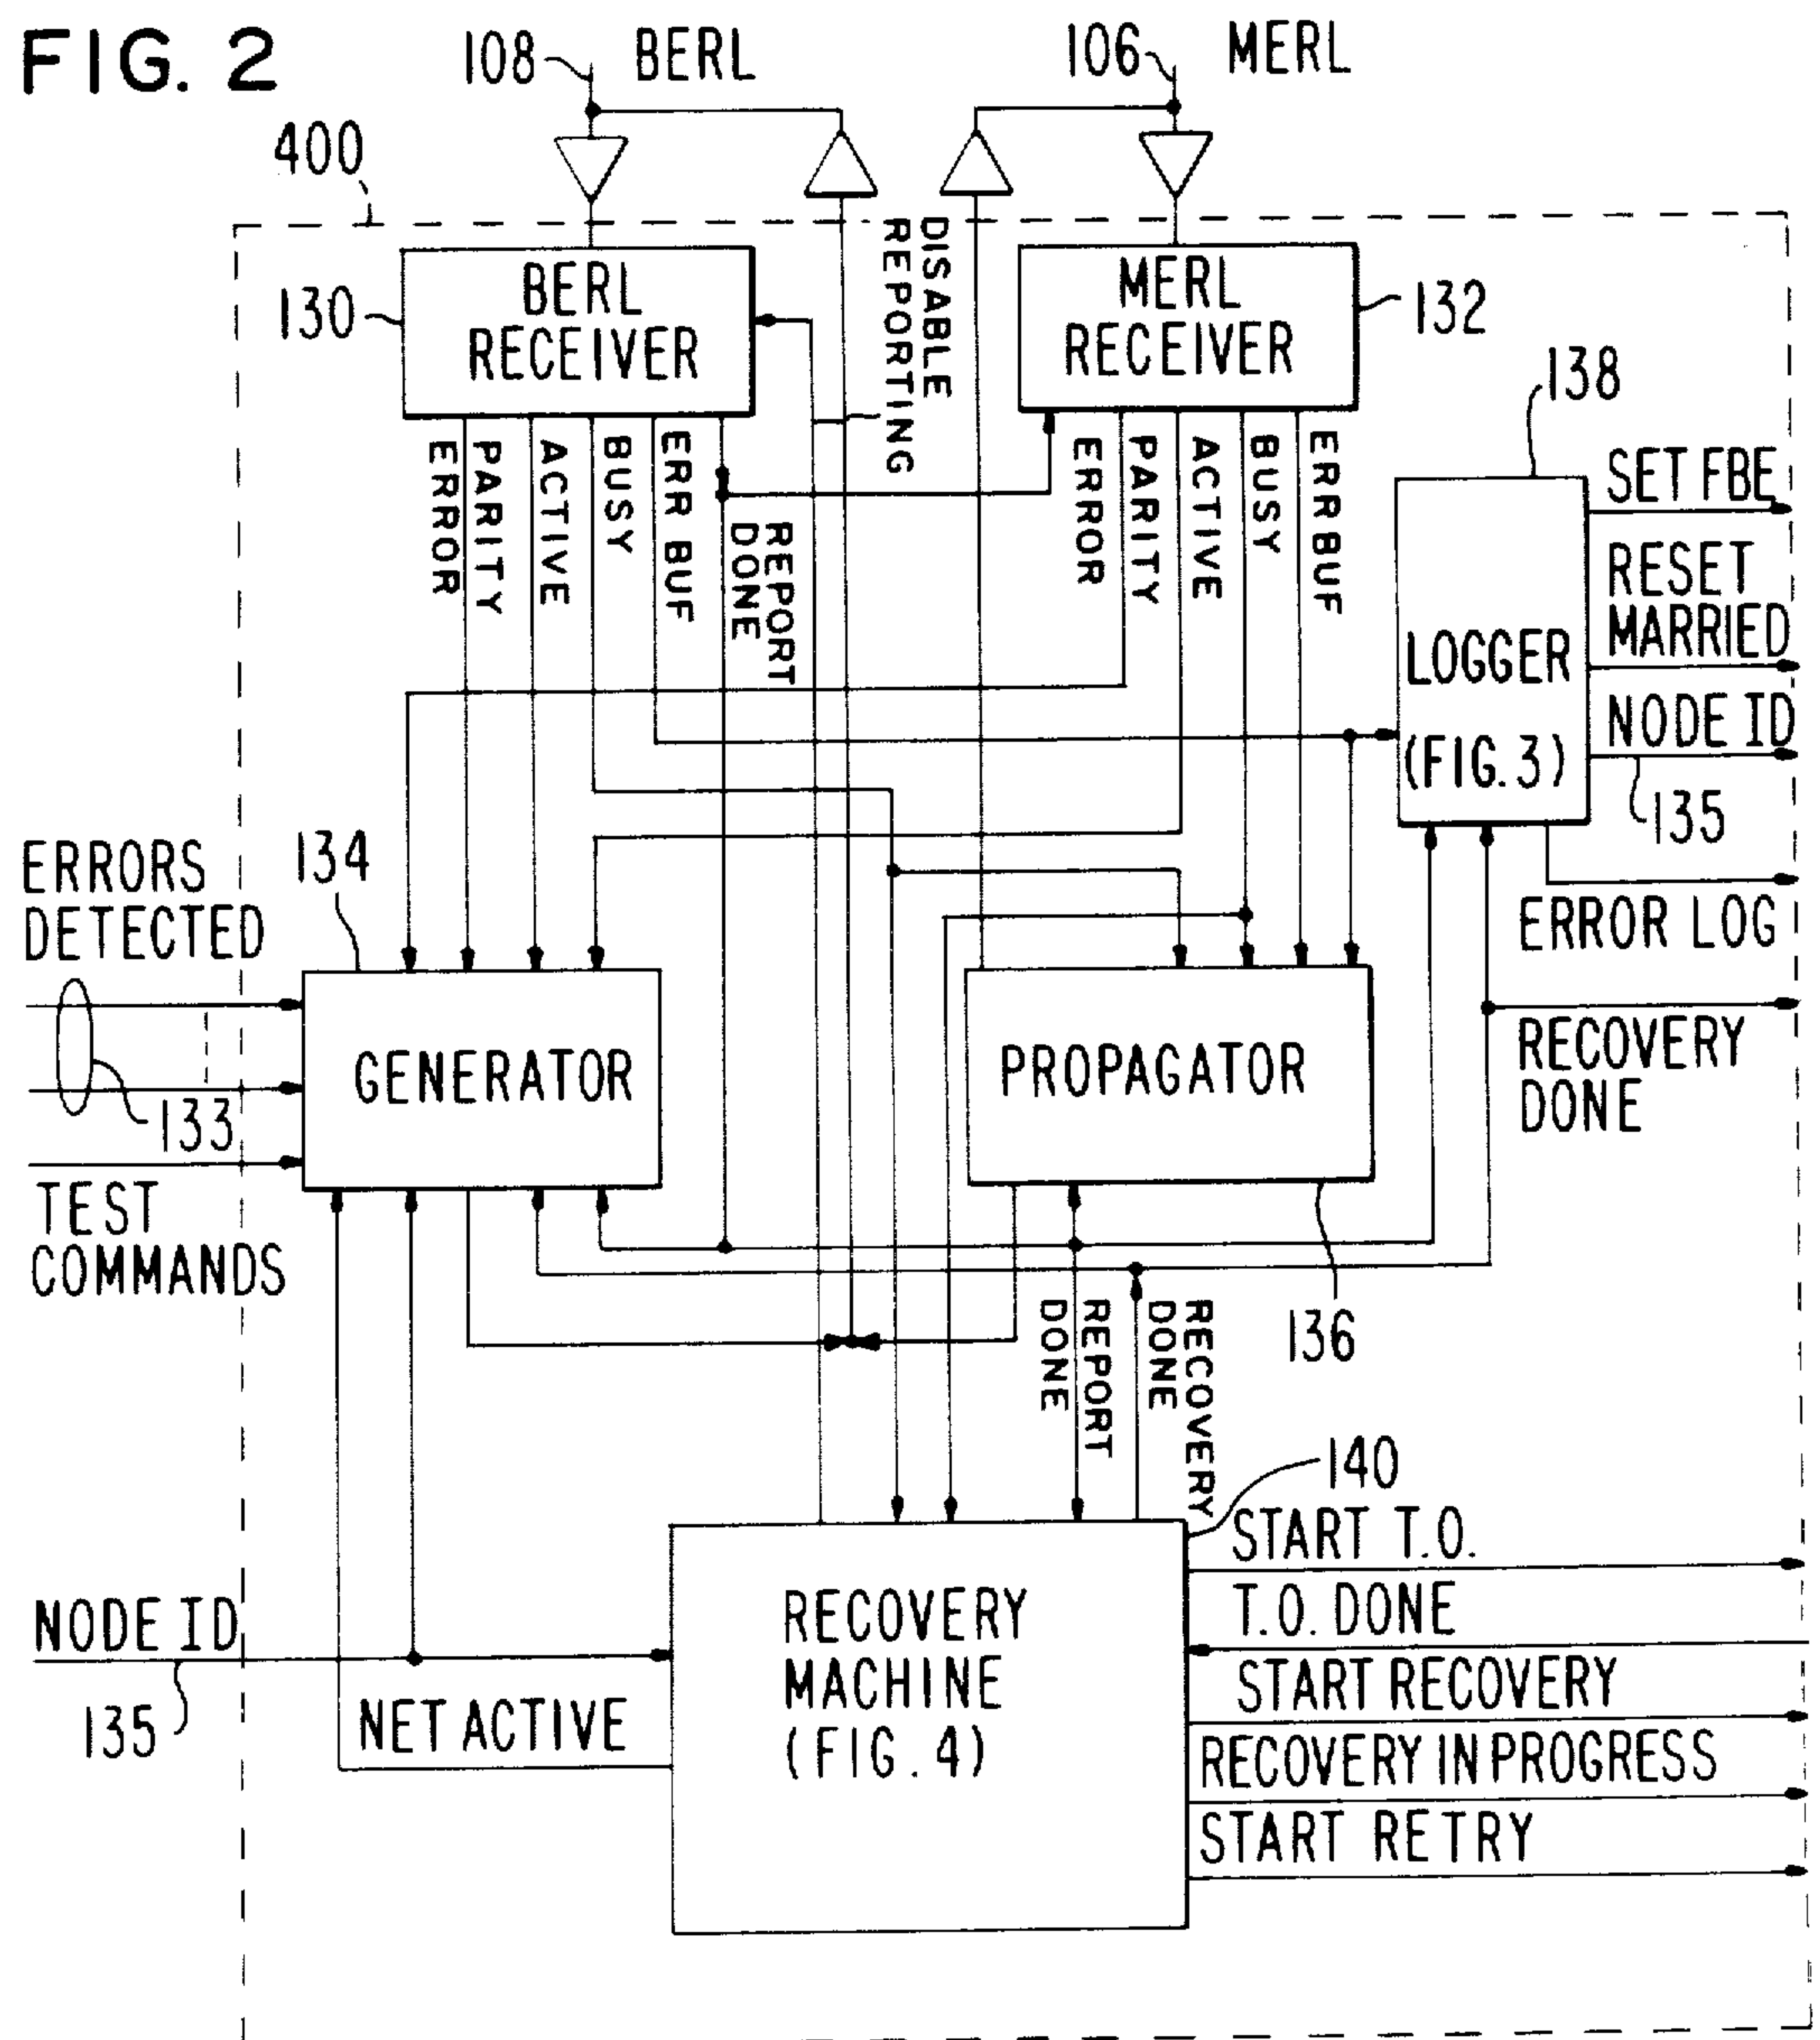 FIG. 2
108
BERL
106
MERL
400
BERL
RECEIVER
130
DISABLE
REPORTING
MERL
RECEIVER
132
138
PARITY
ERROR
ACTIVE
BUSY
ERR BUF
REPORT
DONE
PARITY
ERROR
ACTIVE
BUSY
ERR BUF
LOGGER
(FIG. 3)
SET FBE
RESET
MARRIED
NODE ID
135
ERROR LOG
RECOVERY
DONE
ERRORS
DETECTED
134
133
TEST
COMMANDS
GENERATOR
PROPAGATOR
136
REPORT
DONE
RECOVERY
DONE
140
NODE ID
135
NET ACTIVE
RECOVERY
MACHINE
(FIG. 4)
START T.O.
T.O. DONE
START RECOVERY
RECOVERY IN PROGRESS
START RETRY